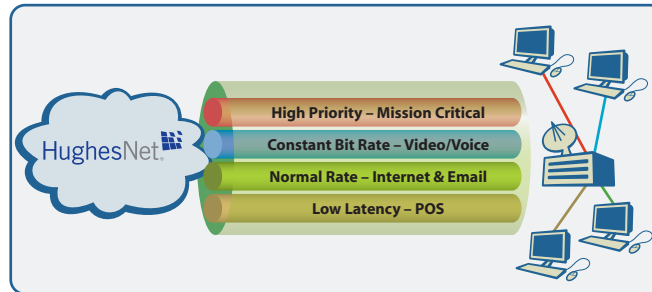 HughesNet®
High Priority – Mission Critical
Constant Bit Rate – Video/Voice
Normal Rate – Internet & Email
Low Latency – POS